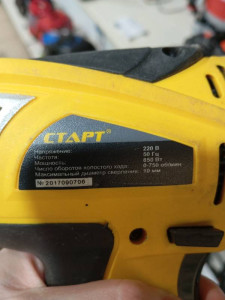 СТАРТ®
Напряжение: 220 В
Частота: 50 Гц
Мощность: 850 Вт
Число оборотов холостого хода: 0-750 об/мин
Максимальный диаметр сверления: 10 мм
№ 2017080706